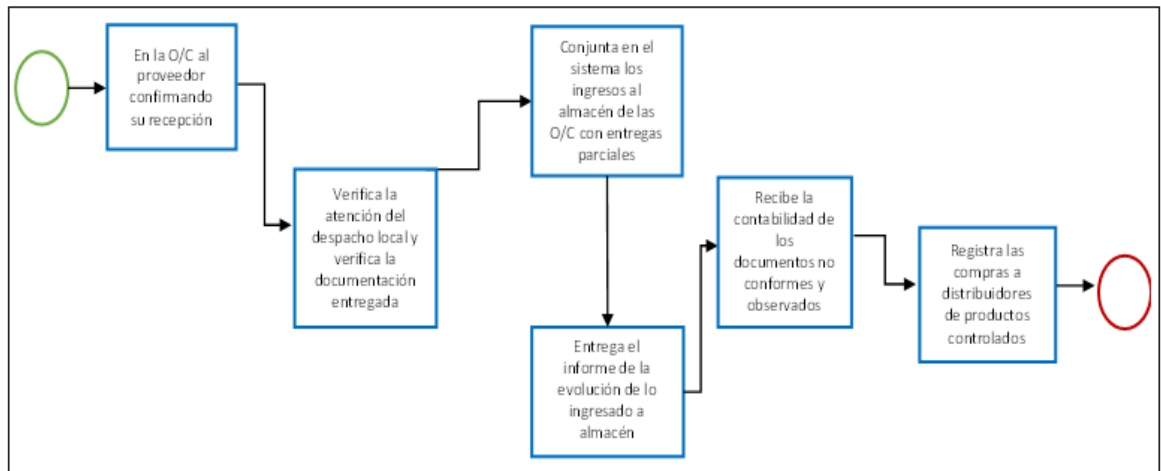 En la O/C al
proveedor
confirmando
su recepción
Verifica la
atención del
despacho local y
verifica la
documentación
entregada
Conjunta en el
sistema los
ingresos al
almacén de las
O/C con entregas
parciales
Entrega el
informe de la
evolución de lo
ingresado a
almacén
Recibe la
contabilidad de
los
documentos no
conformes y
observados
Registra las
compras a
distribuidores
de productos
controlados